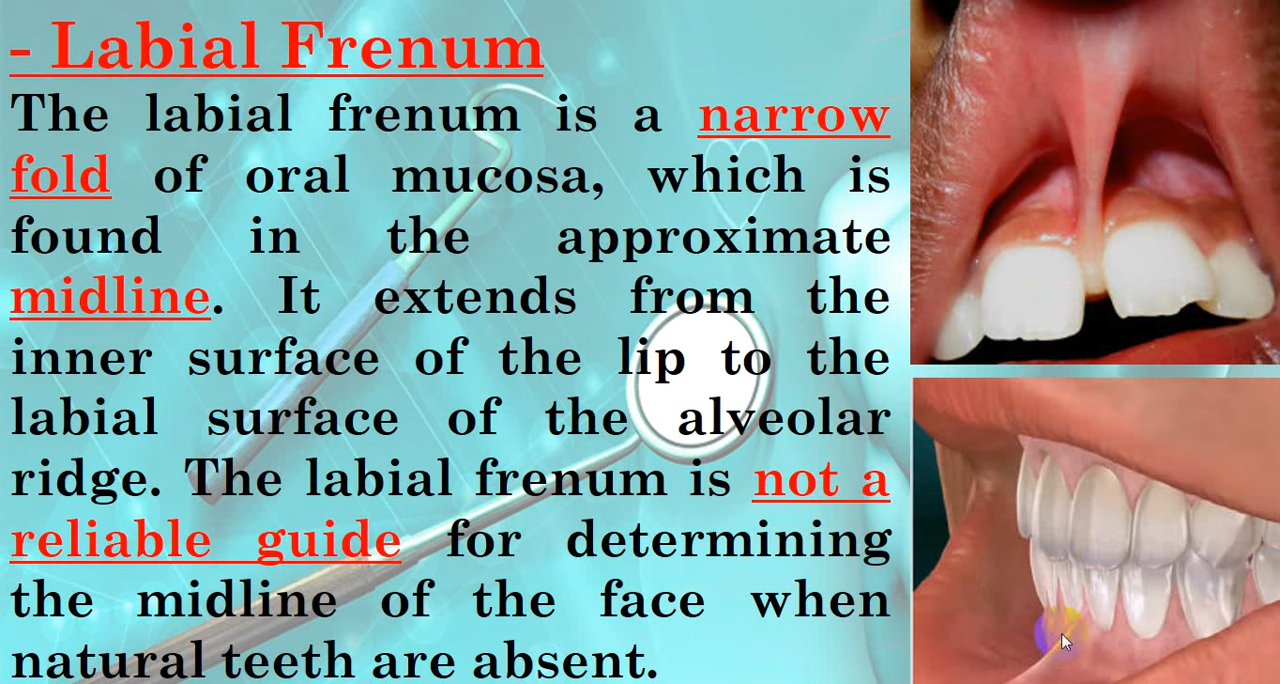 - Labial Frenum
The labial frenum is a narrow
fold of oral mucosa, which is
found in the approximate
midline. It extends from the
inner surface of the lip to the
labial surface of the alveolar
ridge. The labial frenum is not a
reliable guide for determining
the midline of the face when
natural teeth are absent.